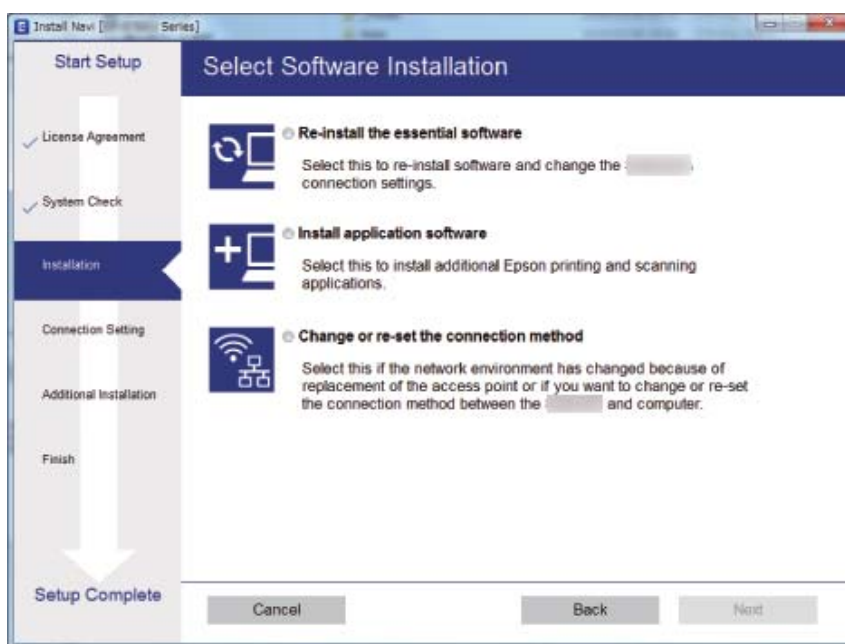 Install Navi [ Series]
Start Setup
Select Software Installation
License Agreement
System Check
Installation
Connection Setting
Additional Installation
Finish
Setup Complete
Re-install the essential software
Select this to re-install software and change the
connection settings.
Install application software
Select this to install additional Epson printing and scanning
applications.
Change or re-set the connection method
Select this if the network environment has changed because of
replacement of the access point or if you want to change or re-set
the connection method between the and computer.
Cancel
Back
Next